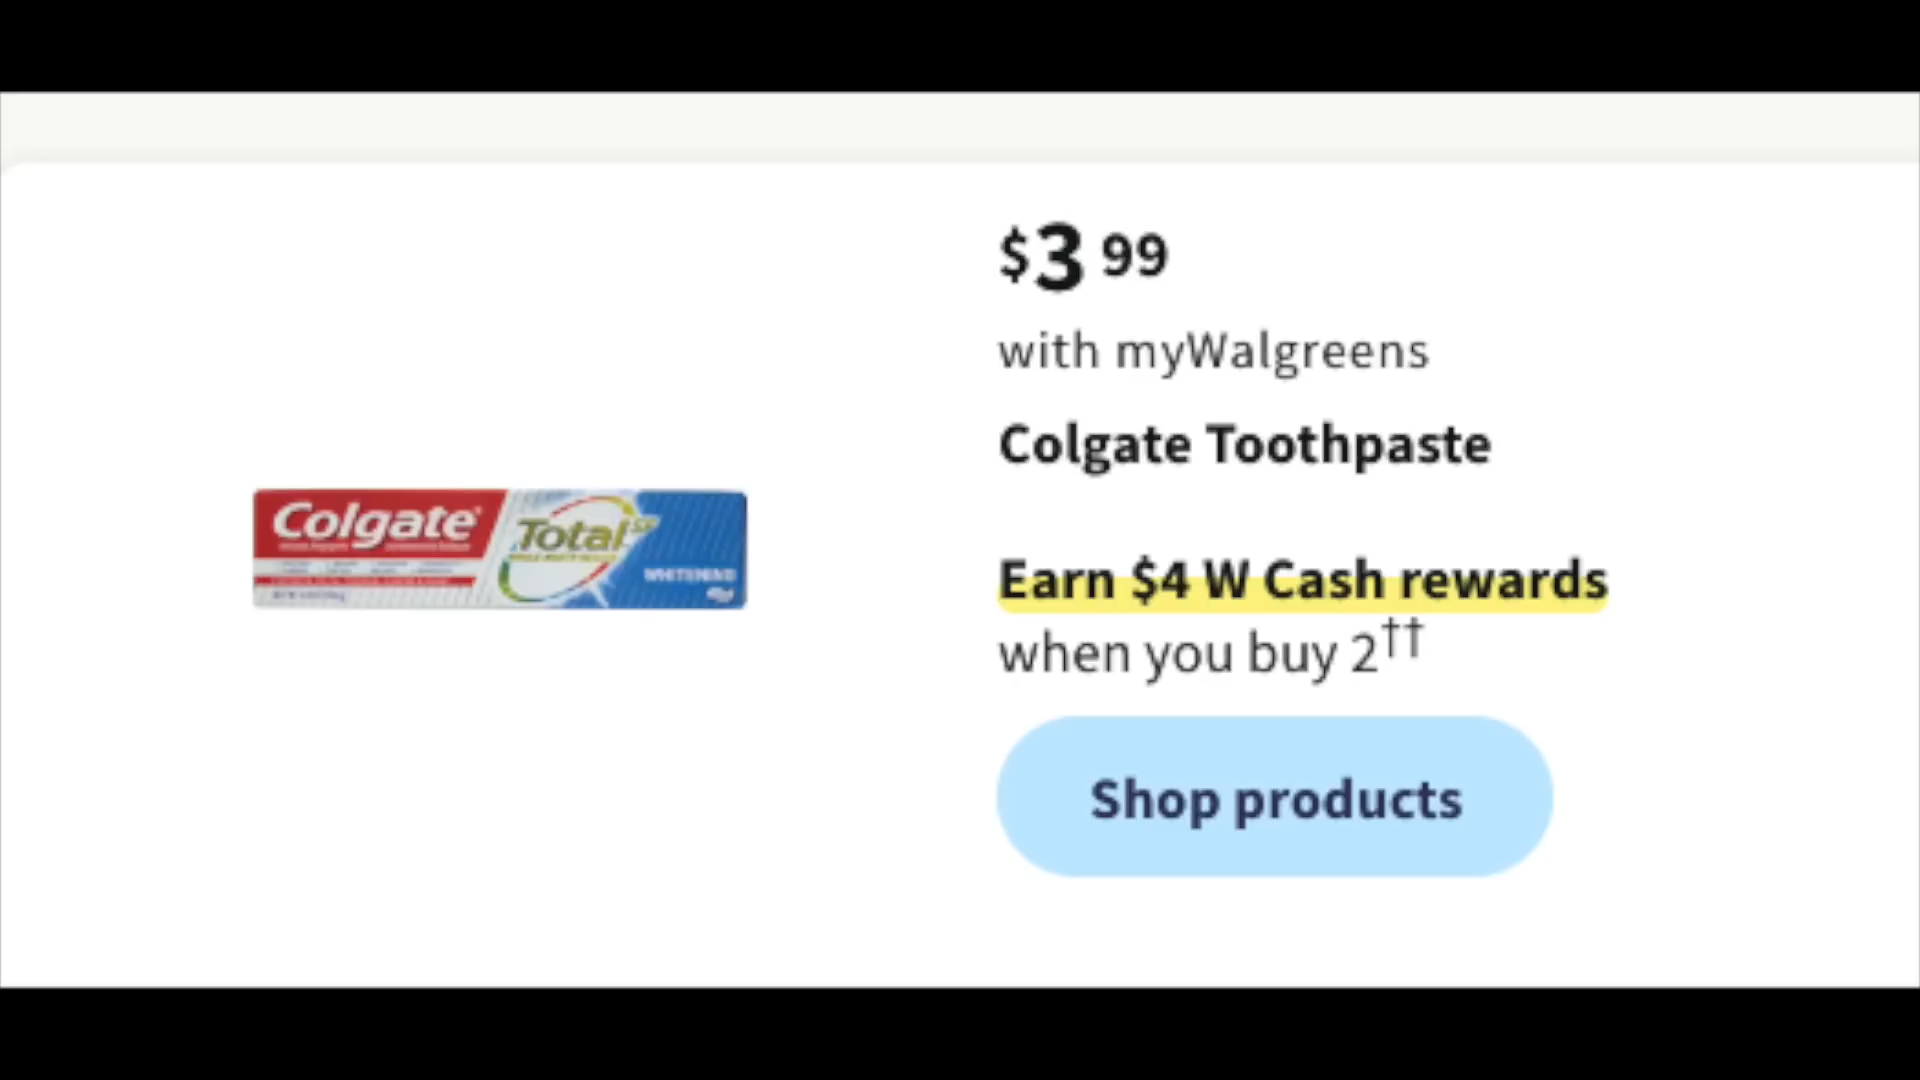 $3 99
with myWalgreens
Colgate Toothpaste
Colgate
Total SF
WHITENING
Earn $4 W Cash rewards
when you buy 2††
Shop products